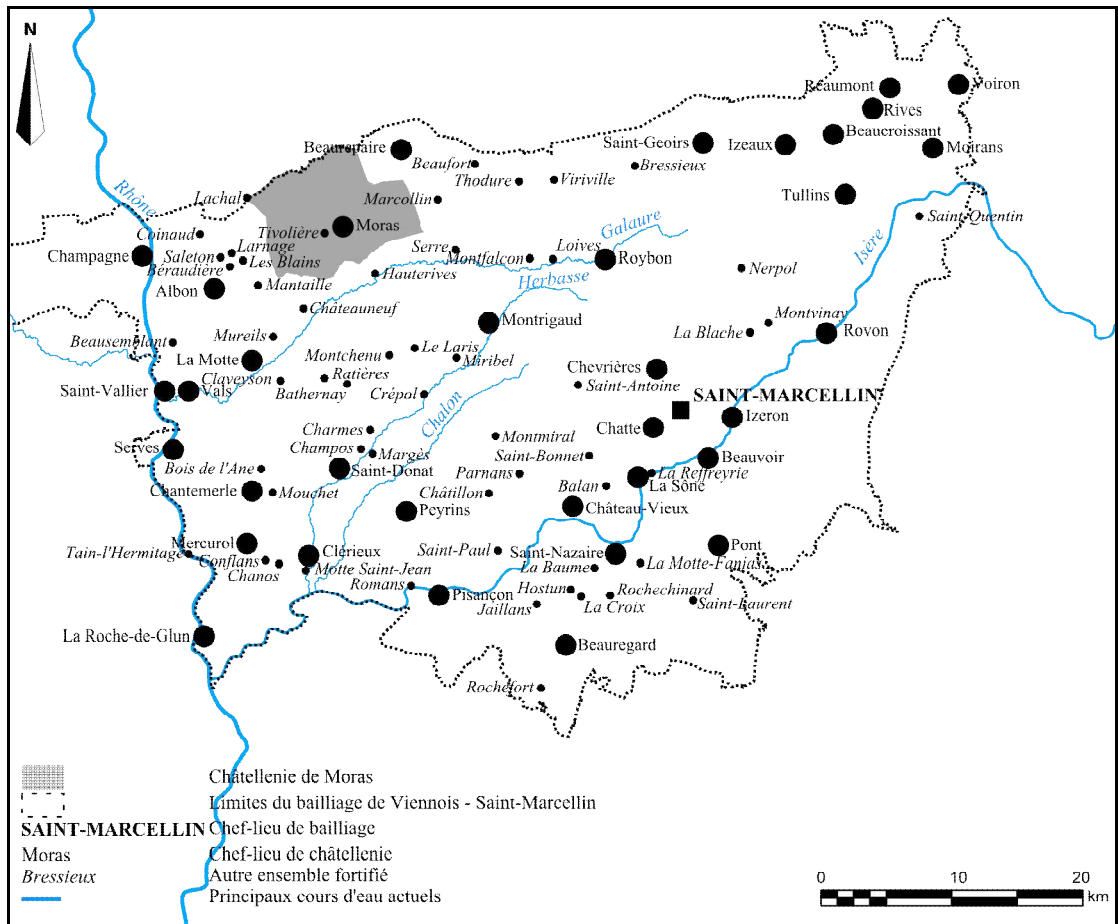 N
Réaumont
Voiron
Rives
Beaucroissant
Saint-Geoirs
Izeaux
Moirans
Beaurepaire
Beaufort
Bressieux
Thodure
Viriville
Rhône
Lachal
Marcollin
Tullins
Saint-Quentin
Coinaud
Tivolière
Moras
Galaure
Isère
Champagne
Larnage
Saleton
Les Blains
Béraudière
Serre
Montfalcon
Loives
Roybon
Nerpol
Hauterives
Herbasse
Albon
Mantaille
Châteauneuf
Montrigaud
Montvinay
La Blache
Rovon
Beausemblant
Mureils
La Motte
Montchenu
Le Laris
Miribel
Chevrières
Saint-Antoine
Saint-Vallier
Vals
Claveyson
Bathernay
Ratières
Crépol
SAINT-MARCELLIN
Izeron
Chalon
Chatte
Charmes
Serves
Champos
Margès
Montmiral
Saint-Bonnet
Beauvoir
Bois de l'Ane
Saint-Donat
Parnans
La Reffreyrie
La Sône
Chantemerle
Mouchet
Châtillon
Balan
Peyrins
Château-Vieux
Mercurol
Tain-l'Hermitage
Conflans
Chanos
Clérieux
Motte Saint-Jean
Saint-Paul
Saint-Nazaire
Pont
La Baume
La Motte-Fanjas
Romans
Pisançon
Hostun
Jaillans
La Croix
Rochechinard
Saint-Laurent
La Roche-de-Glun
Beauregard
Rochefort
Châtellenie de Moras
Limites du bailliage de Viennois - Saint-Marcellin
SAINT-MARCELLIN Chef-lieu de bailliage
Moras Chef-lieu de châtellenie
Bressieux Autre ensemble fortifié
Principaux cours d'eau actuels
0 10 20
km